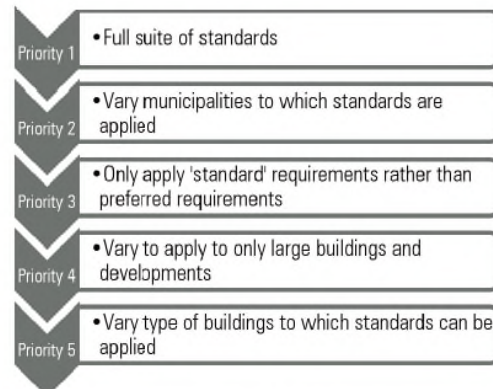 Priority 1
• Full suite of standards
Priority 2
• Vary municipalities to which standards are
applied
Priority 3
• Only apply 'standard' requirements rather than
preferred requirements
Priority 4
• Vary to apply to only large buildings and
developments
Priority 5
• Vary type of buildings to which standards can be
applied